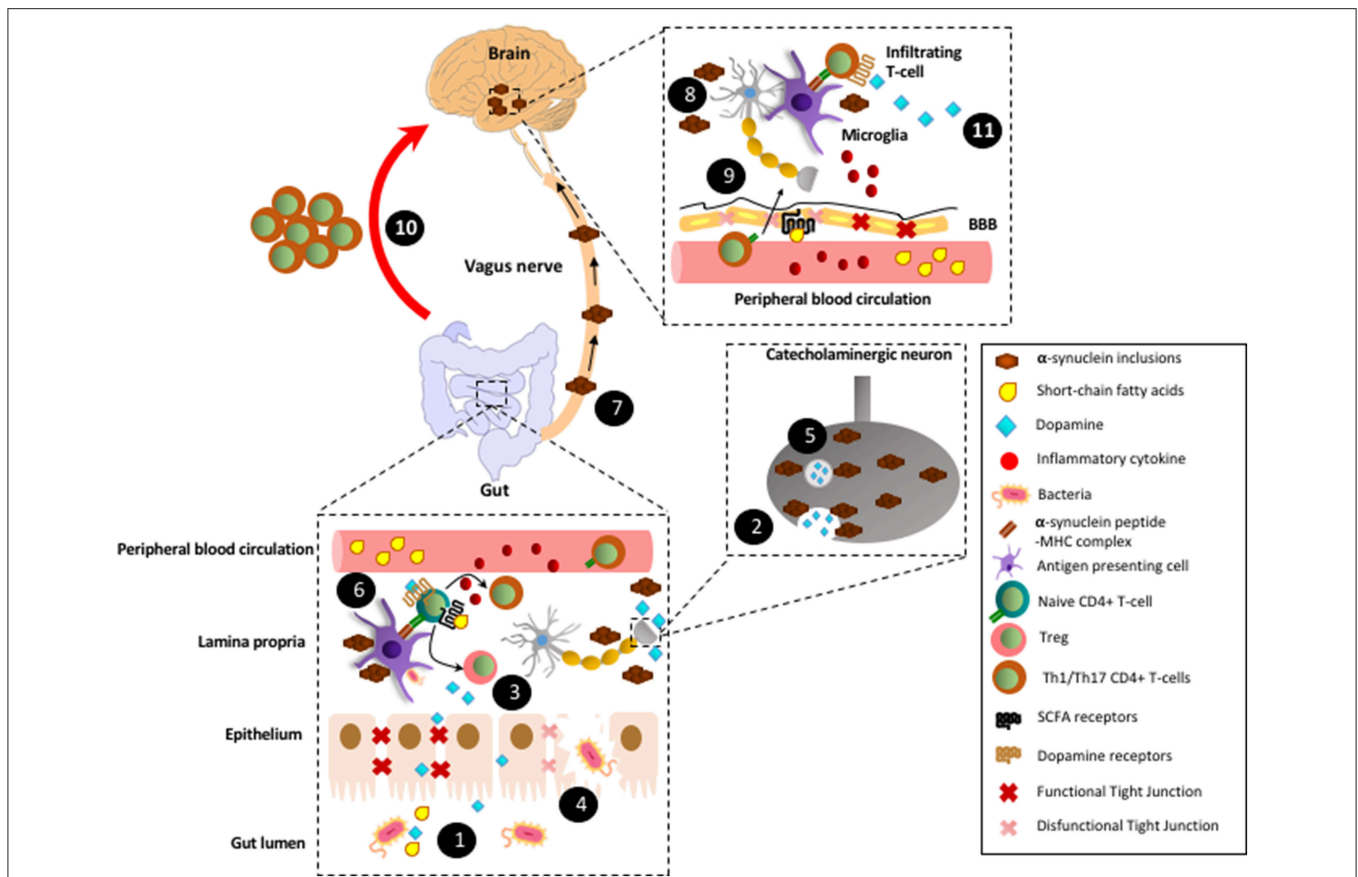 Brain
Infiltrating
T-cell
8
11
Microglia
9
BBB
10
Vagus nerve
Peripheral blood circulation
7
Gut
Catecholaminergic neuron
5
2
α-synuclein inclusions
Short-chain fatty acids
Dopamine
Inflammatory cytokine
Bacteria
α-synuclein peptide
-MHC complex
Antigen presenting cell
Naive CD4+ T-cell
Treg
Th1/Th17 CD4+ T-cells
SCFA receptors
Dopamine receptors
Functional Tight Junction
Disfunctional Tight Junction
Peripheral blood circulation
6
Lamina propria
3
Epithelium
4
Gut lumen
1